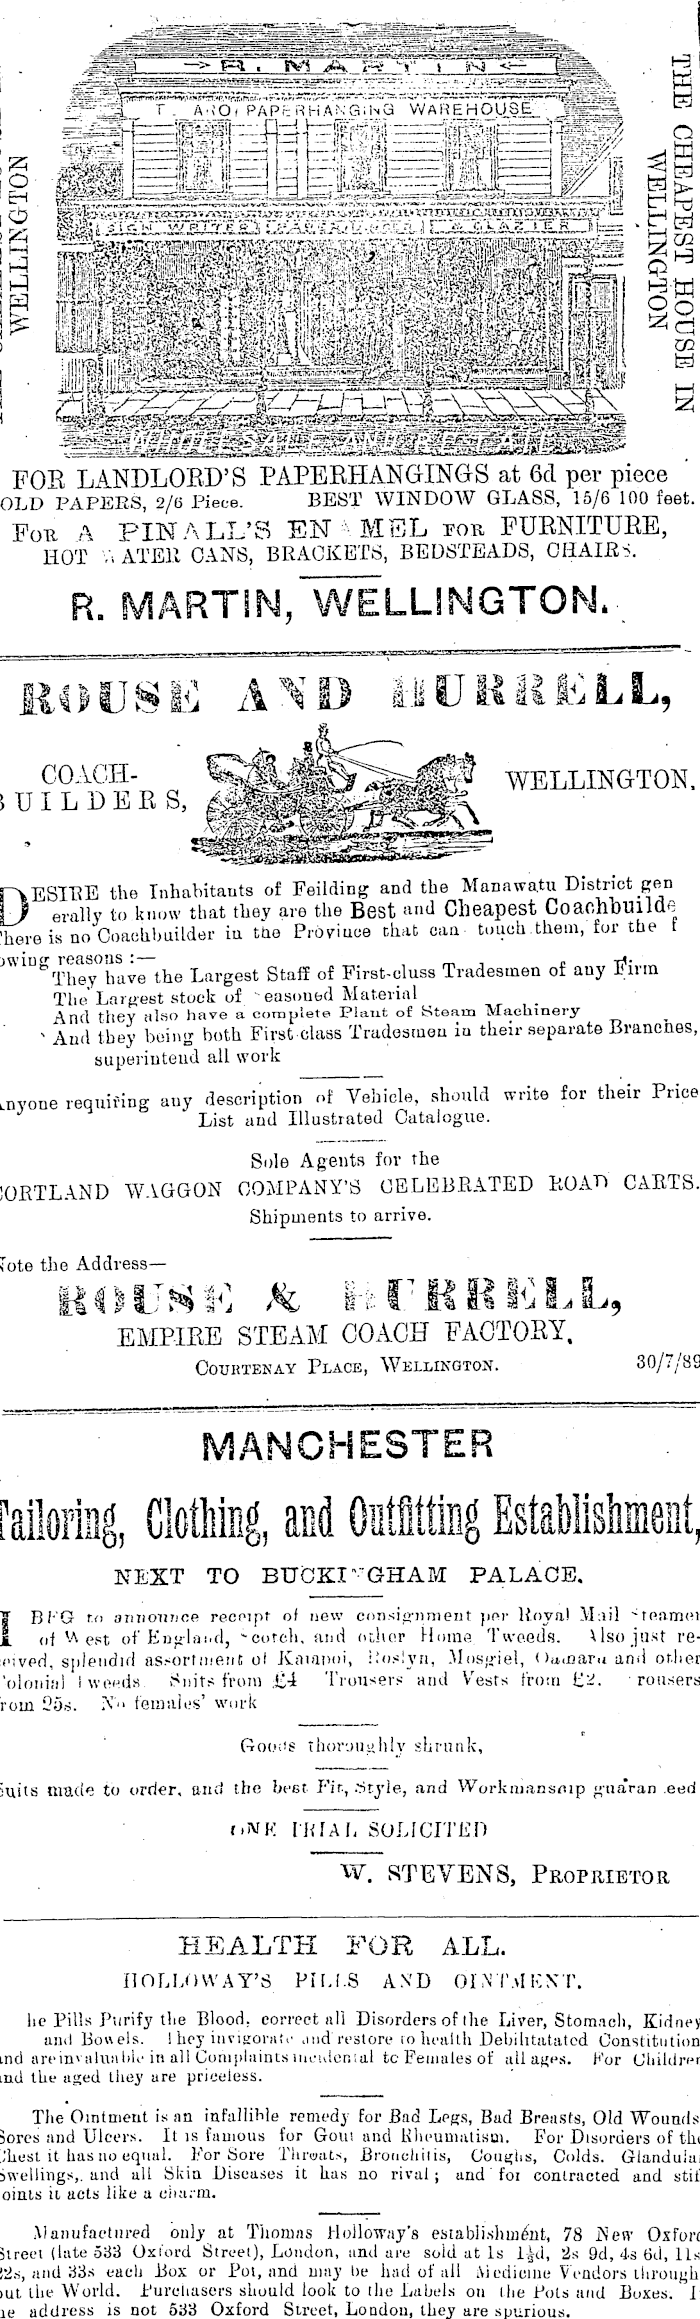 R. MARTIN
PAPERHANGING WAREHOUSE
SIGN WRITER & GLAZIER
WELLINGTON
THE CHEAPEST HOUSE IN
WELLINGTON
WHOLESALE AND RETAIL
FOR LANDLORD'S PAPERHANGINGS at 6d per piece
OLD PAPERS, 2/6 Piece. BEST WINDOW GLASS, 15/6 100 feet.
FOR A PINALL'S EN MEL FOR FURNITURE,
HOT ATER CANS, BRACKETS, BEDSTEADS, CHAIRS.
R. MARTIN, WELLINGTON.
ROUSE AND HURRELL,
COACH-
BUILDERS,
WELLINGTON.
DESIRE the Inhabitants of Feilding and the Manawatu District gen
erally to know that they are the Best and Cheapest Coachbuilde
here is no Coachbuilder in the Province that can touch them, for the f
owing reasons :—
They have the Largest Staff of First-class Tradesmen of any Firm
The Largest stock of easoned Material
And they also have a complete Plant of Steam Machinery
And they being both First class Tradesmen in their separate Branches,
superintend all work
nyone requiring any description of Vehicle, should write for their Price
List and Illustrated Catalogue.
Sole Agents for the
CORTLAND WAGGON COMPANY'S CELEBRATED ROAD CARTS.
Shipments to arrive.
Note the Address—
ROUSE & HURRELL,
EMPIRE STEAM COACH FACTORY,
COURTENAY PLACE, WELLINGTON. 30/7/89
MANCHESTER
Tailoring, Clothing, and Outfitting Establishment,
NEXT TO BUCKINGHAM PALACE.
I BEG to announce receipt of new consignment per Royal Mail teamer
of West of England, cotch, and other Home Tweeds. Also just re-
ceived, splendid assortment of Kaiapoi, Roslyn, Mosgiel, Oamaru and other
Colonial Tweeds. Suits from £4 Trousers and Vests from £2. rousers
from 25s. No females' work
Goods thoroughly shrunk,
Suits made to order, and the best Fit, Style, and Workmanship guaran eed
ONE TRIAL SOLICITED
W. STEVENS, PROPRIETOR
HEALTH FOR ALL.
HOLLOWAY'S PILLS AND OINTMENT.
he Pills Purify the Blood, correct all Disorders of the Liver, Stomach, Kidney
and Bowels. They invigorate and restore to health Debilitatated Constitution
and are invaluable in all Complaints incidental to Females of all ages. For Children
and the aged they are priceless.
The Ointment is an infallible remedy for Bad Legs, Bad Breasts, Old Wounds
Sores and Ulcers. It is famous for Gout and Rheumatism. For Disorders of the
Chest it has no equal. For Sore Throats, Bronchitis, Coughs, Colds. Glandular
Swellings, and all Skin Diseases it has no rival; and for contracted and stiff
joints it acts like a charm.
Manufactured only at Thomas Holloway's establishment, 78 New Oxford
Street (late 533 Oxford Street), London, and are sold at 1s 1½d, 2s 9d, 4s 6d, 11s
22s, and 33s each Box or Pot, and may be had of all Medicine Vendors through
out the World. Purchasers should look to the Labels on the Pots and Boxes. I
he address is not 533 Oxford Street, London, they are spurious.